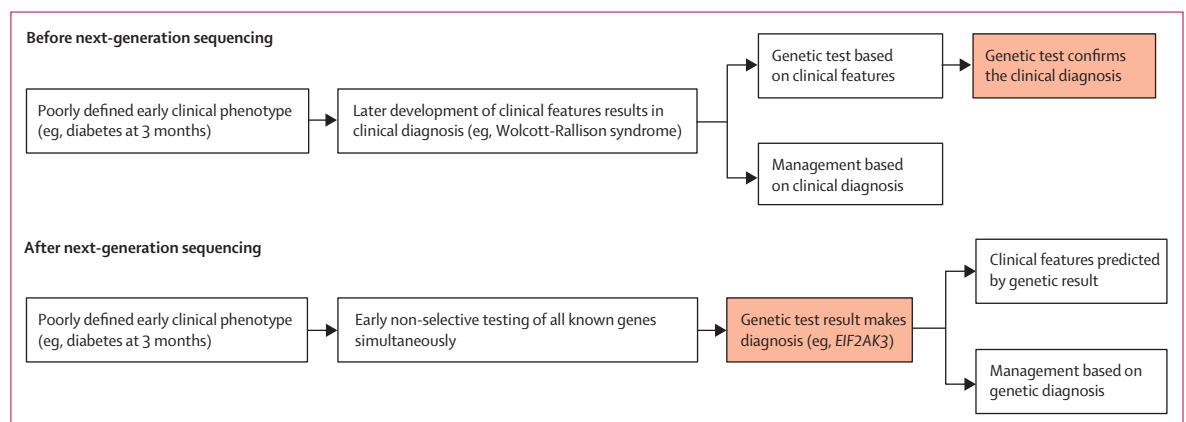 Before next-generation sequencing
Poorly defined early clinical phenotype
(eg, diabetes at 3 months)
Later development of clinical features results in
clinical diagnosis (eg, Wolcott-Rallison syndrome)
Genetic test based
on clinical features
Genetic test confirms
the clinical diagnosis
Management based
on clinical diagnosis
After next-generation sequencing
Poorly defined early clinical phenotype
(eg, diabetes at 3 months)
Early non-selective testing of all known genes
simultaneously
Genetic test result makes
diagnosis (eg, EIF2AK3)
Clinical features predicted
by genetic result
Management based on
genetic diagnosis